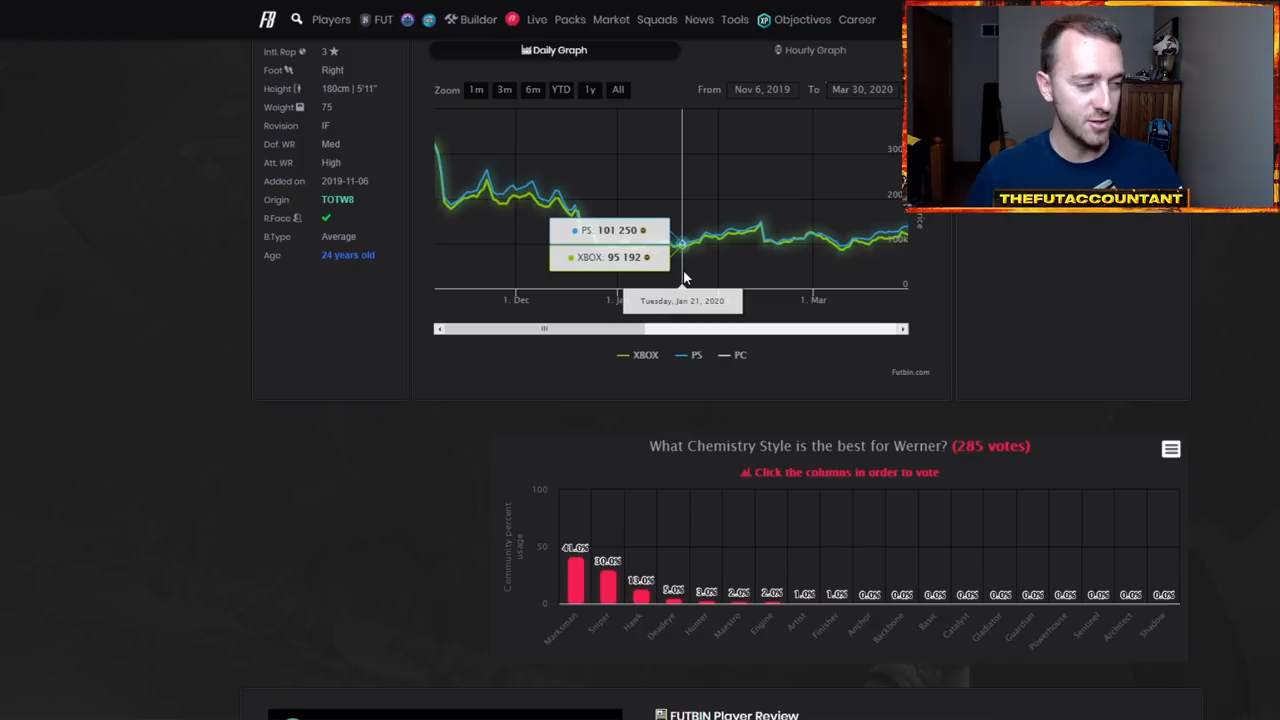 F8 Players FUT Builder Live Packs Market Squads News Tools XP Objectives Career
Intl.Rep 3★
Foot Right
Height 180cm | 5'11"
Weight 75
Revision IF
Def. WR Med
Att. WR High
Added on 2019-11-06
Origin TOTW8
R.Face
B.Type Average
Age 24 years old
Daily Graph Hourly Graph
Zoom 1m 3m 6m YTD 1y All From Nov 6, 2019 To Mar 30, 2020
PS: 101 250
XBOX: 95 192
Tuesday, Jan 21, 2020
1. Dec 1. Mar
0
XBOX PS PC
Futbin.com
THEFUTACCOUNTANT
What Chemistry Style is the best for Werner? (285 votes)
Click the columns in order to vote
Community percent
usage
100
50
0
41.0% 30.0% 13.0% 5.0% 3.0% 2.0% 2.0% 1.0% 1.0% 0.0% 0.0% 0.0% 0.0% 0.0% 0.0% 0.0% 0.0% 0.0% 0.0%
Marksman Sniper Hawk Deadeye Hunter Maestro Engine Artist Finisher Anchor Backbone Basic Catalyst Gladiator Guardian Powerhouse Sentinel Architect Shadow
FUTBIN Player Review